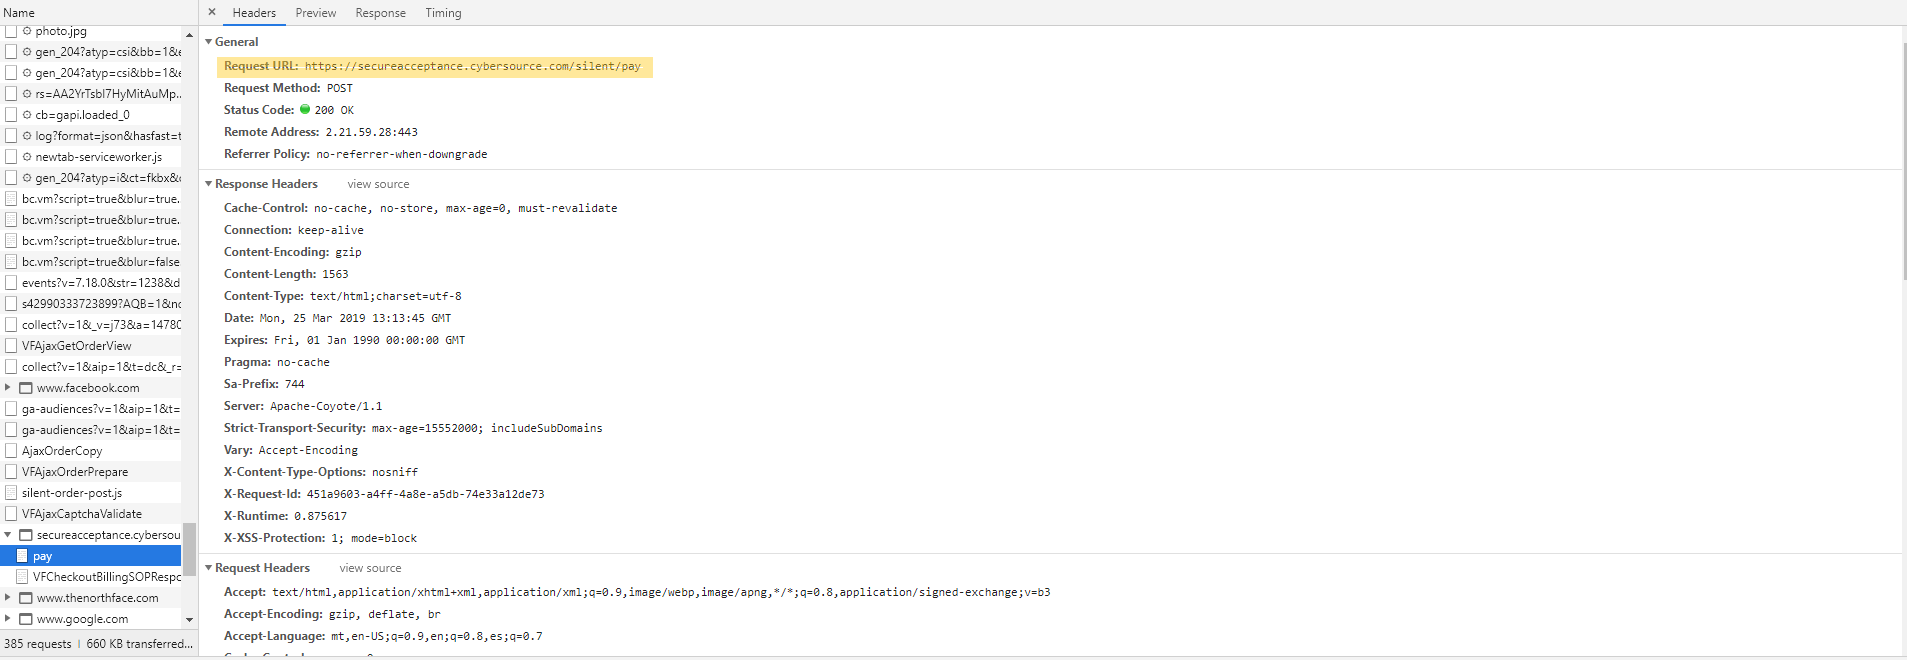 Name
photo.jpg
gen_204?atyp=csi&bb=1&e
gen_204?atyp=csi&bb=1&e
rs=AA2YrTsbl7HyMitAuMp...
cb=gapi.loaded_0
log?format=json&hasfast=t
newtab-serviceworker.js
gen_204?atyp=i&ct=fkbx&c
bc.vm?script=true&blur=true.
bc.vm?script=true&blur=true.
bc.vm?script=true&blur=true.
bc.vm?script=true&blur=false
events?v=7.18.0&str=1238&d
s42990333723899?AQB=1&nc
collect?v=1&_v=j73&a=14780
VFAjaxGetOrderView
collect?v=1&aip=1&t=dc&_r=
www.facebook.com
ga-audiences?v=1&aip=1&t=
ga-audiences?v=1&aip=1&t=
AjaxOrderCopy
VFAjaxOrderPrepare
silent-order-post.js
VFAjaxCaptchaValidate
secureacceptance.cybersou
pay
VFCheckoutBillingSOPRespc
www.thenorthface.com
www.google.com
385 requests | 660 KB transferred...
× Headers Preview Response Timing
General
Request URL: https://secureacceptance.cybersource.com/silent/pay
Request Method: POST
Status Code: 200 OK
Remote Address: 2.21.59.28:443
Referrer Policy: no-referrer-when-downgrade
Response Headers view source
Cache-Control: no-cache, no-store, max-age=0, must-revalidate
Connection: keep-alive
Content-Encoding: gzip
Content-Length: 1563
Content-Type: text/html;charset=utf-8
Date: Mon, 25 Mar 2019 13:13:45 GMT
Expires: Fri, 01 Jan 1990 00:00:00 GMT
Pragma: no-cache
Sa-Prefix: 744
Server: Apache-Coyote/1.1
Strict-Transport-Security: max-age=15552000; includeSubDomains
Vary: Accept-Encoding
X-Content-Type-Options: nosniff
X-Request-Id: 451a9603-a4ff-4a8e-a5db-74e33a12de73
X-Runtime: 0.875617
X-XSS-Protection: 1; mode=block
Request Headers view source
Accept: text/html,application/xhtml+xml,application/xml;q=0.9,image/webp,image/apng,*/*;q=0.8,application/signed-exchange;v=b3
Accept-Encoding: gzip, deflate, br
Accept-Language: mt,en-US;q=0.9,en;q=0.8,es;q=0.7